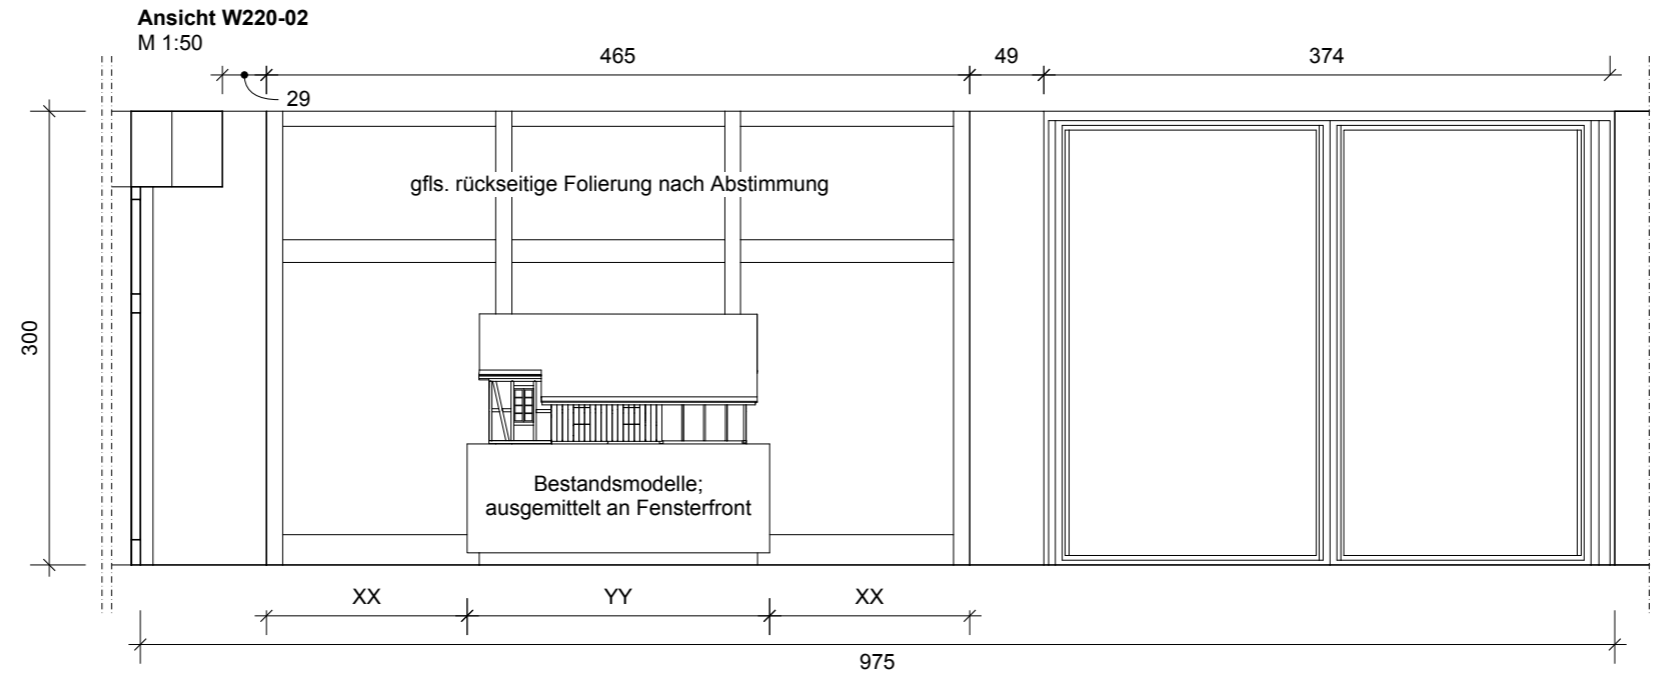 Ansicht W220-02
M 1:50
465
49
374
29
gfls. rückseitige Folierung nach Abstimmung
300
Bestandsmodelle;
ausgemittelt an Fensterfront
XX
YY
XX
975